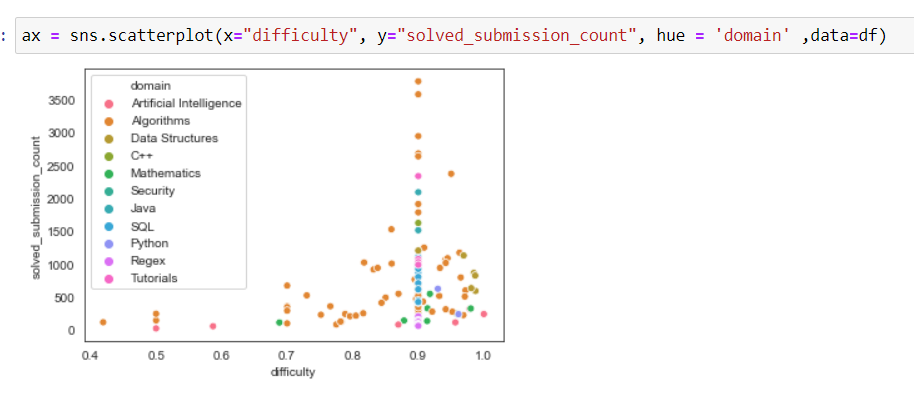 : ax = sns.scatterplot(x="difficulty", y="solved_submission_count", hue = 'domain' ,data=df)
domain
Artificial Intelligence
Algorithms
Data Structures
C++
Mathematics
Security
Java
SQL
Python
Regex
Tutorials
3500
3000
2500
2000
1500
1000
500
0
solved_submission_count
0.4 0.5 0.6 0.7 0.8 0.9 1.0
difficulty